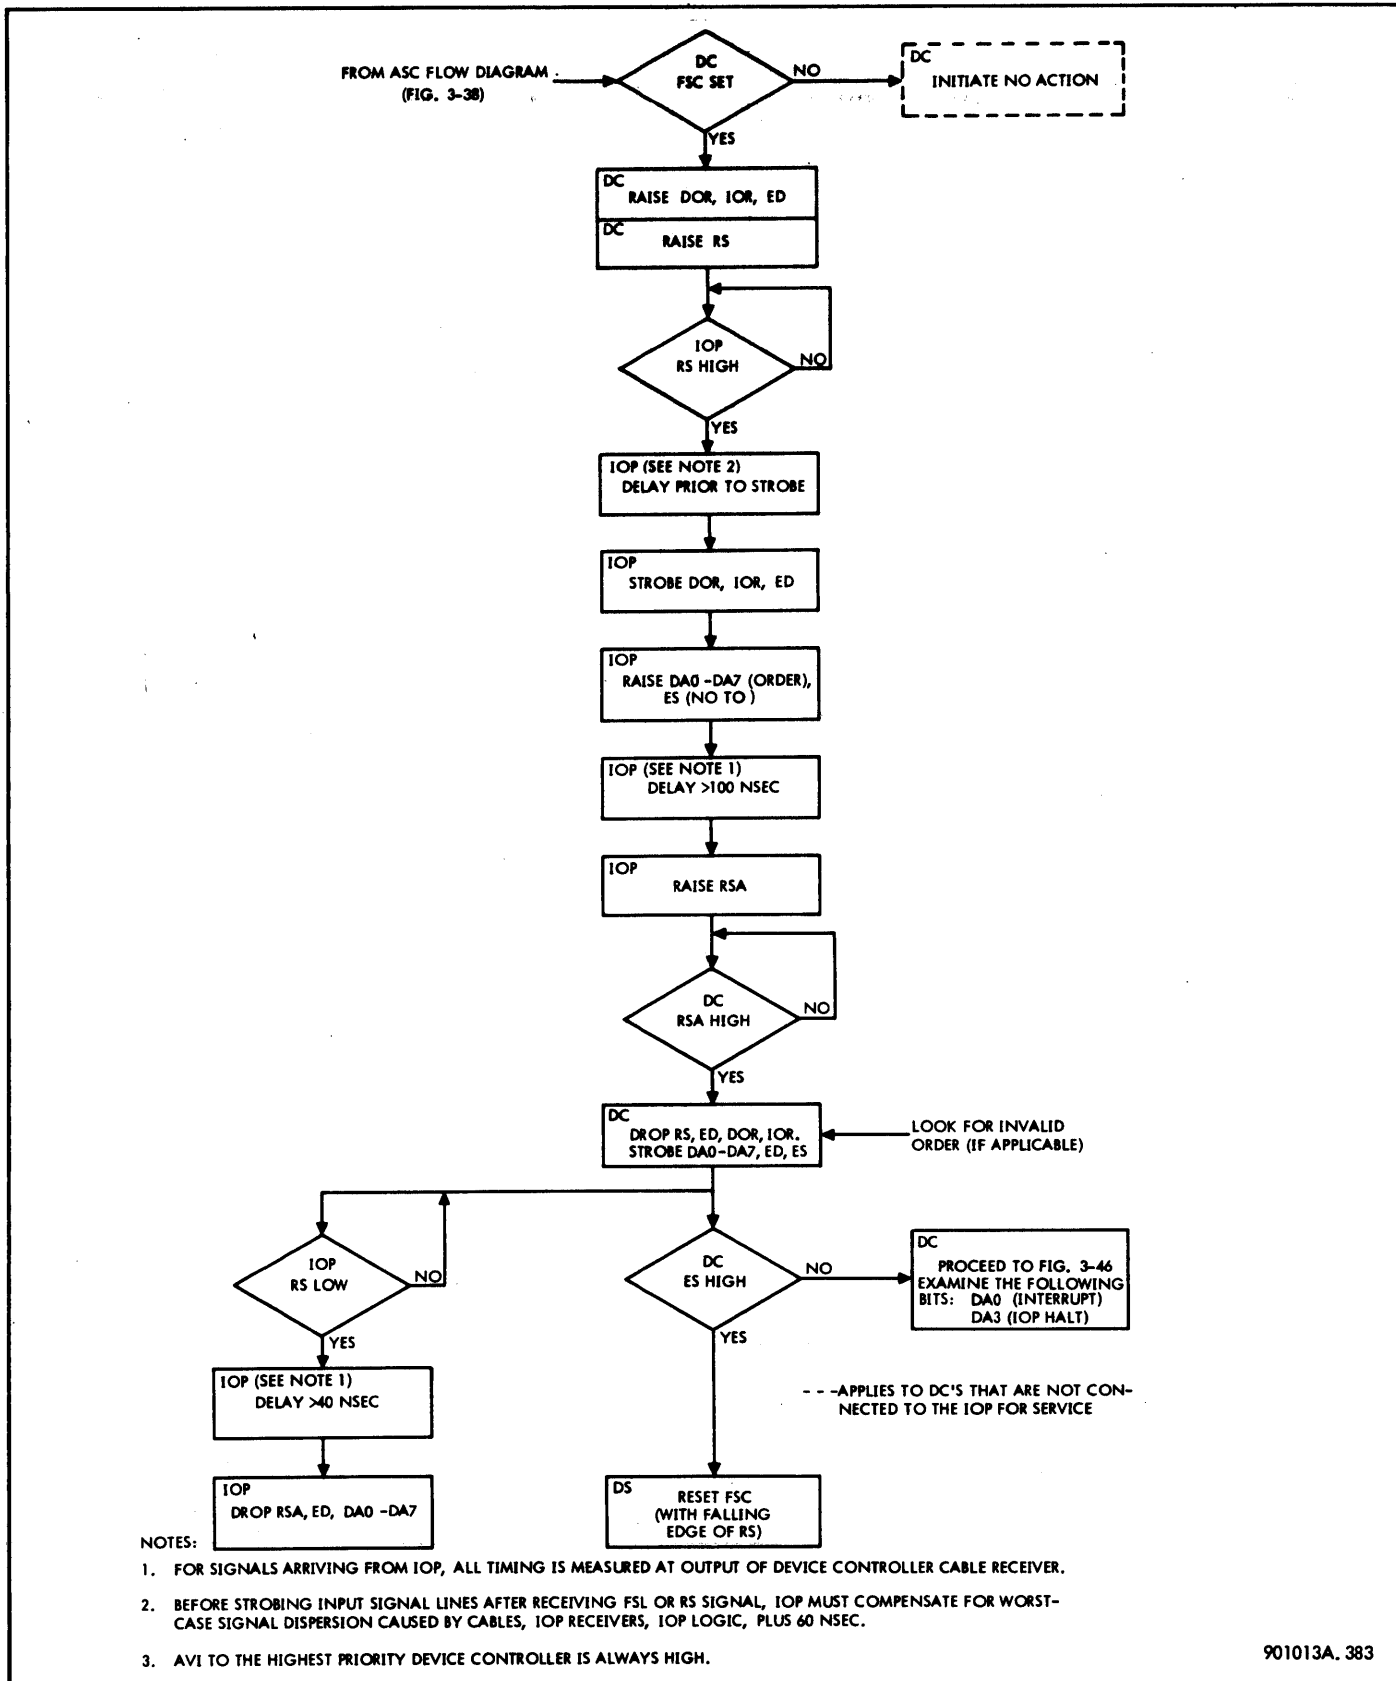 FROM ASC FLOW DIAGRAM
(FIG. 3-38)
DC
FSC SET
NO
DC
INITIATE NO ACTION
YES
DC
RAISE DOR, IOR, ED
DC
RAISE RS
IOP
RS HIGH
NO
YES
IOP (SEE NOTE 2)
DELAY PRIOR TO STROBE
IOP
STROBE DOR, IOR, ED
IOP
RAISE DA0 -DA7 (ORDER),
ES (NO TO )
IOP (SEE NOTE 1)
DELAY >100 NSEC
IOP
RAISE RSA
DC
RSA HIGH
NO
YES
DC
DROP RS, ED, DOR, IOR.
STROBE DA0-DA7, ED, ES
LOOK FOR INVALID
ORDER (IF APPLICABLE)
IOP
RS LOW
NO
YES
DC
ES HIGH
NO
YES
DC
PROCEED TO FIG. 3-46
EXAMINE THE FOLLOWING
BITS: DA0 (INTERRUPT)
DA3 (IOP HALT)
IOP (SEE NOTE 1)
DELAY >40 NSEC
- - -APPLIES TO DC'S THAT ARE NOT CON-
NECTED TO THE IOP FOR SERVICE
IOP
DROP RSA, ED, DA0 -DA7
DS
RESET FSC
(WITH FALLING
EDGE OF RS)
NOTES:
1. FOR SIGNALS ARRIVING FROM IOP, ALL TIMING IS MEASURED AT OUTPUT OF DEVICE CONTROLLER CABLE RECEIVER.
2. BEFORE STROBING INPUT SIGNAL LINES AFTER RECEIVING FSL OR RS SIGNAL, IOP MUST COMPENSATE FOR WORST-
CASE SIGNAL DISPERSION CAUSED BY CABLES, IOP RECEIVERS, IOP LOGIC, PLUS 60 NSEC.
3. AVI TO THE HIGHEST PRIORITY DEVICE CONTROLLER IS ALWAYS HIGH.
901013A. 383